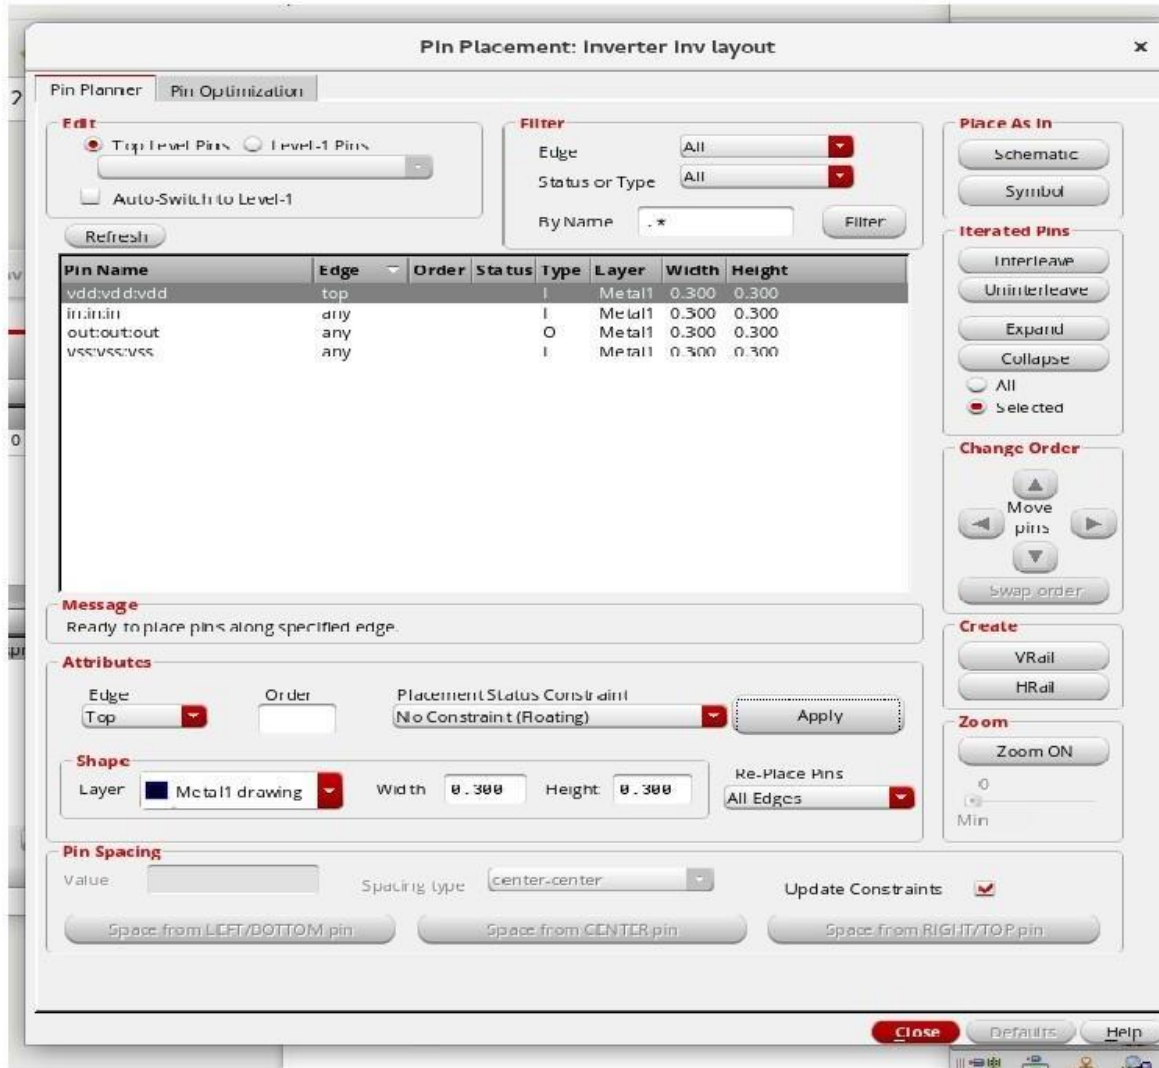 Pin Placement: Inverter Inv layout
Pin Planner
Pin Optimization
Edit
Top Level Pins
Level-1 Pins
Auto-Switch to Level-1
Refresh
Filter
Edge All
Status or Type All
By Name .* Filter
Place As In
Schematic
Symbol
Iterated Pins
Interleave
Uninterleave
Expand
Collapse
All
Selected
Pin Name Edge Order Status Type Layer Width Height
vdd:vdd:vdd top I Metal1 0.300 0.300
in:in:in any I Metal1 0.300 0.300
out:out:out any O Metal1 0.300 0.300
vss:vss:vss any I Metal1 0.300 0.300
Change Order
Move
pins
Swap order
Message
Ready to place pins along specified edge.
Create
VRail
HRail
Attributes
Edge Order Placement Status Constraint
Top No Constraint (Floating) Apply
Shape
Layer Metal1 drawing Width 0.300 Height 0.300
Re-Place Pins
All Edges
Zoom
Zoom ON
0
Min
Pin Spacing
Value Spacing type center-center Update Constraints
Space from LEFT/BOTTOM pin Space from CENTER pin Space from RIGHT/TOP pin
Close Defaults Help